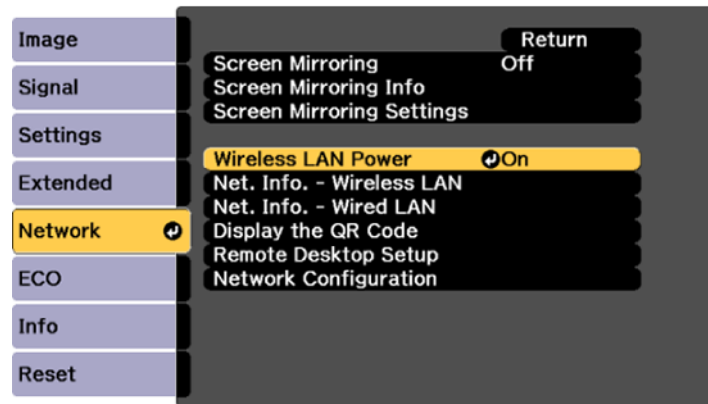 Image
Signal
Settings
Extended
Network
ECO
Info
Reset
Return
Screen Mirroring Off
Screen Mirroring Info
Screen Mirroring Settings
Wireless LAN Power On
Net. Info. - Wireless LAN
Net. Info. - Wired LAN
Display the QR Code
Remote Desktop Setup
Network Configuration